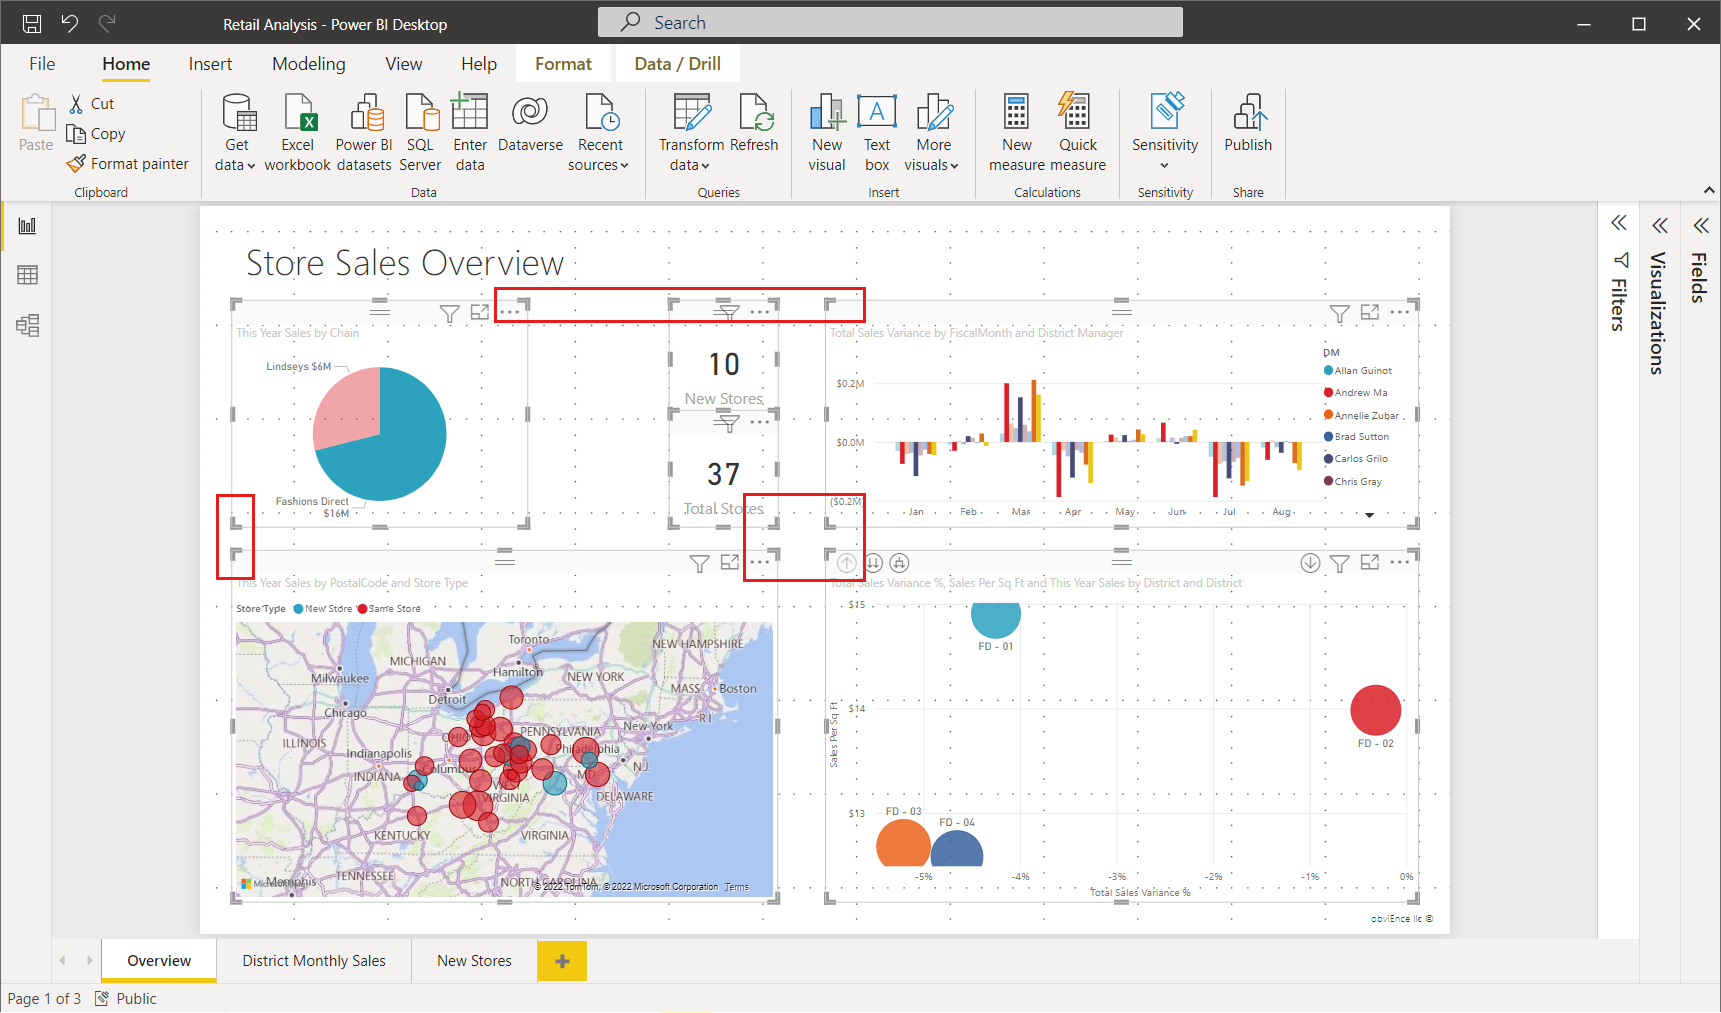 Retail Analysis - Power BI Desktop
Search
File Home Insert Modeling View Help Format Data / Drill
Paste
Cut
Copy
Format painter
Clipboard
Get data
Excel workbook
Power BI datasets
SQL Server
Enter data
Dataverse
Recent sources
Data
Transform data
Refresh
Queries
New visual
Text box
More visuals
Insert
New measure
Quick measure
Calculations
Sensitivity
Sensitivity
Publish
Share
Filters
Visualizations
Fields
Store Sales Overview
This Year Sales by Chain
Lindseys $6M
Fashions Direct
$16M
10
New Stores
37
Total Stores
Total Sales Variance by FiscalMonth and District Manager
$0.2M
$0.0M
($0.2M)
Jan Feb Mar Apr May Jun Jul Aug
DM
Allan Guinot
Andrew Ma
Annelie Zubar
Brad Sutton
Carlos Grilo
Chris Gray
This Year Sales by PostalCode and Store Type
Store Type New Store Same Store
Toronto
NEW HAMPSHIRE
MICHIGAN
Milwaukee
Hamilton
NEW YORK
MASS
Boston
Detroit
Chicago
R.I.
New York
PENNSYLVANIA
OHIO
ILLINOIS
Indianapolis
Philadelphia
Columbus
N.J.
INDIANA
MD
WEST
VIRGINIA
DELAWARE
KENTUCKY
VIRGINIA
TENNESSEE
Memphis
NORTH CAROLINA
© 2022 TomTom, © 2022 Microsoft Corporation Terms
Total Sales Variance %, Sales Per Sq Ft and This Year Sales by District and District
$15
$14
$13
Sales Per Sq Ft
FD - 01
FD - 02
FD - 03
FD - 04
-5% -4% -3% -2% -1% 0%
Total Sales Variance %
obviEnce llc ©
Overview
District Monthly Sales
New Stores
Page 1 of 3
Public